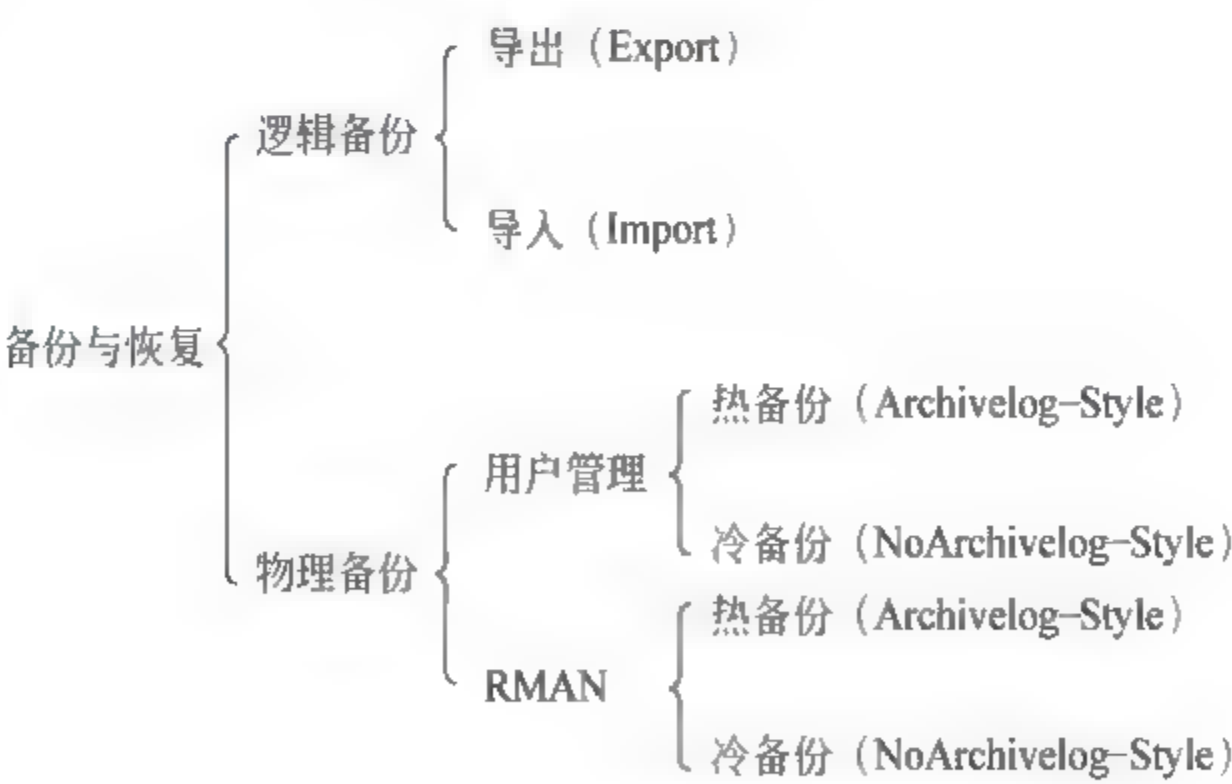 导出（Export）
逻辑备份
导入（Import）
备份与恢复
热备份（Archivelog-Style）
用户管理
冷备份（NoArchivelog-Style）
物理备份
热备份（Archivelog-Style）
RMAN
冷备份（NoArchivelog-Style）